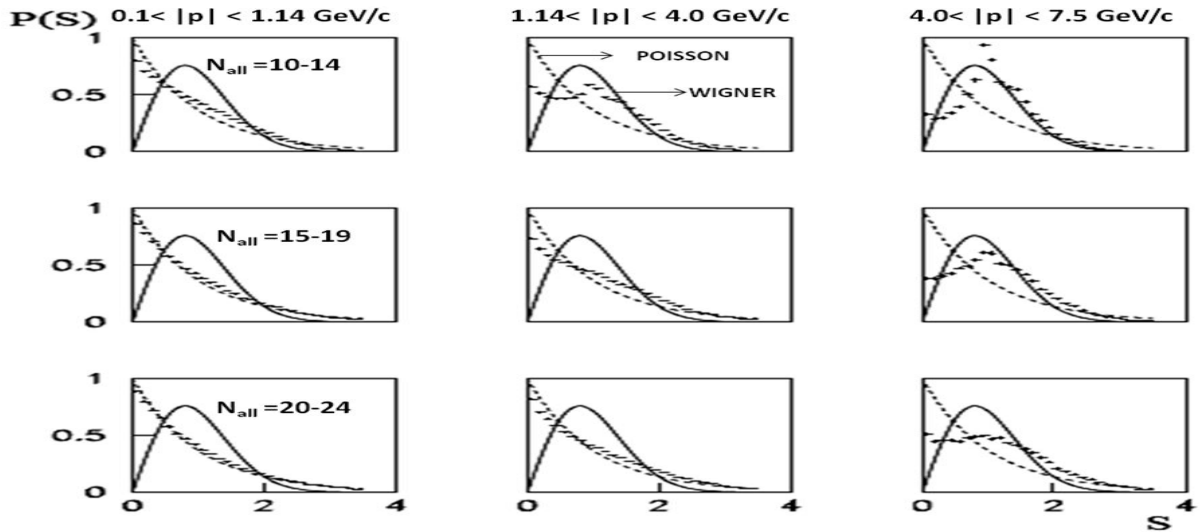 P(S) 0.1< |p| < 1.14 GeV/c 1.14< |p| < 4.0 GeV/c 4.0< |p| < 7.5 GeV/c
1
N_all =10-14
POISSON
0.5
WIGNER
0
1
N_all =15-19
0.5
0
1
N_all =20-24
0.5
0
0 2 4 0 2 4 0 2 4
S